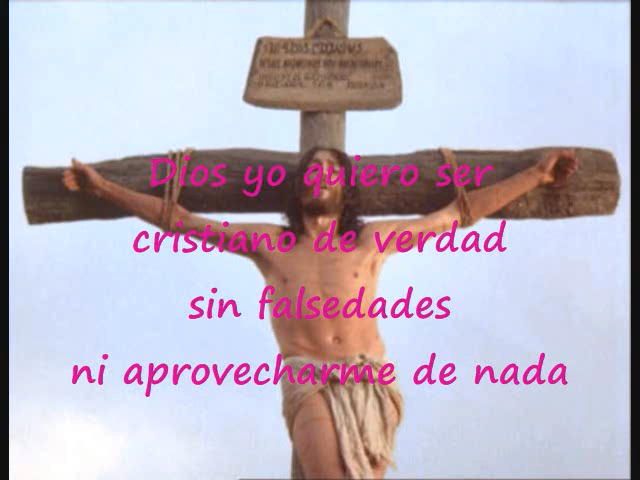 Dios yo quiero ser
cristiano de verdad
sin falsedades
ni aprovecharme de nada